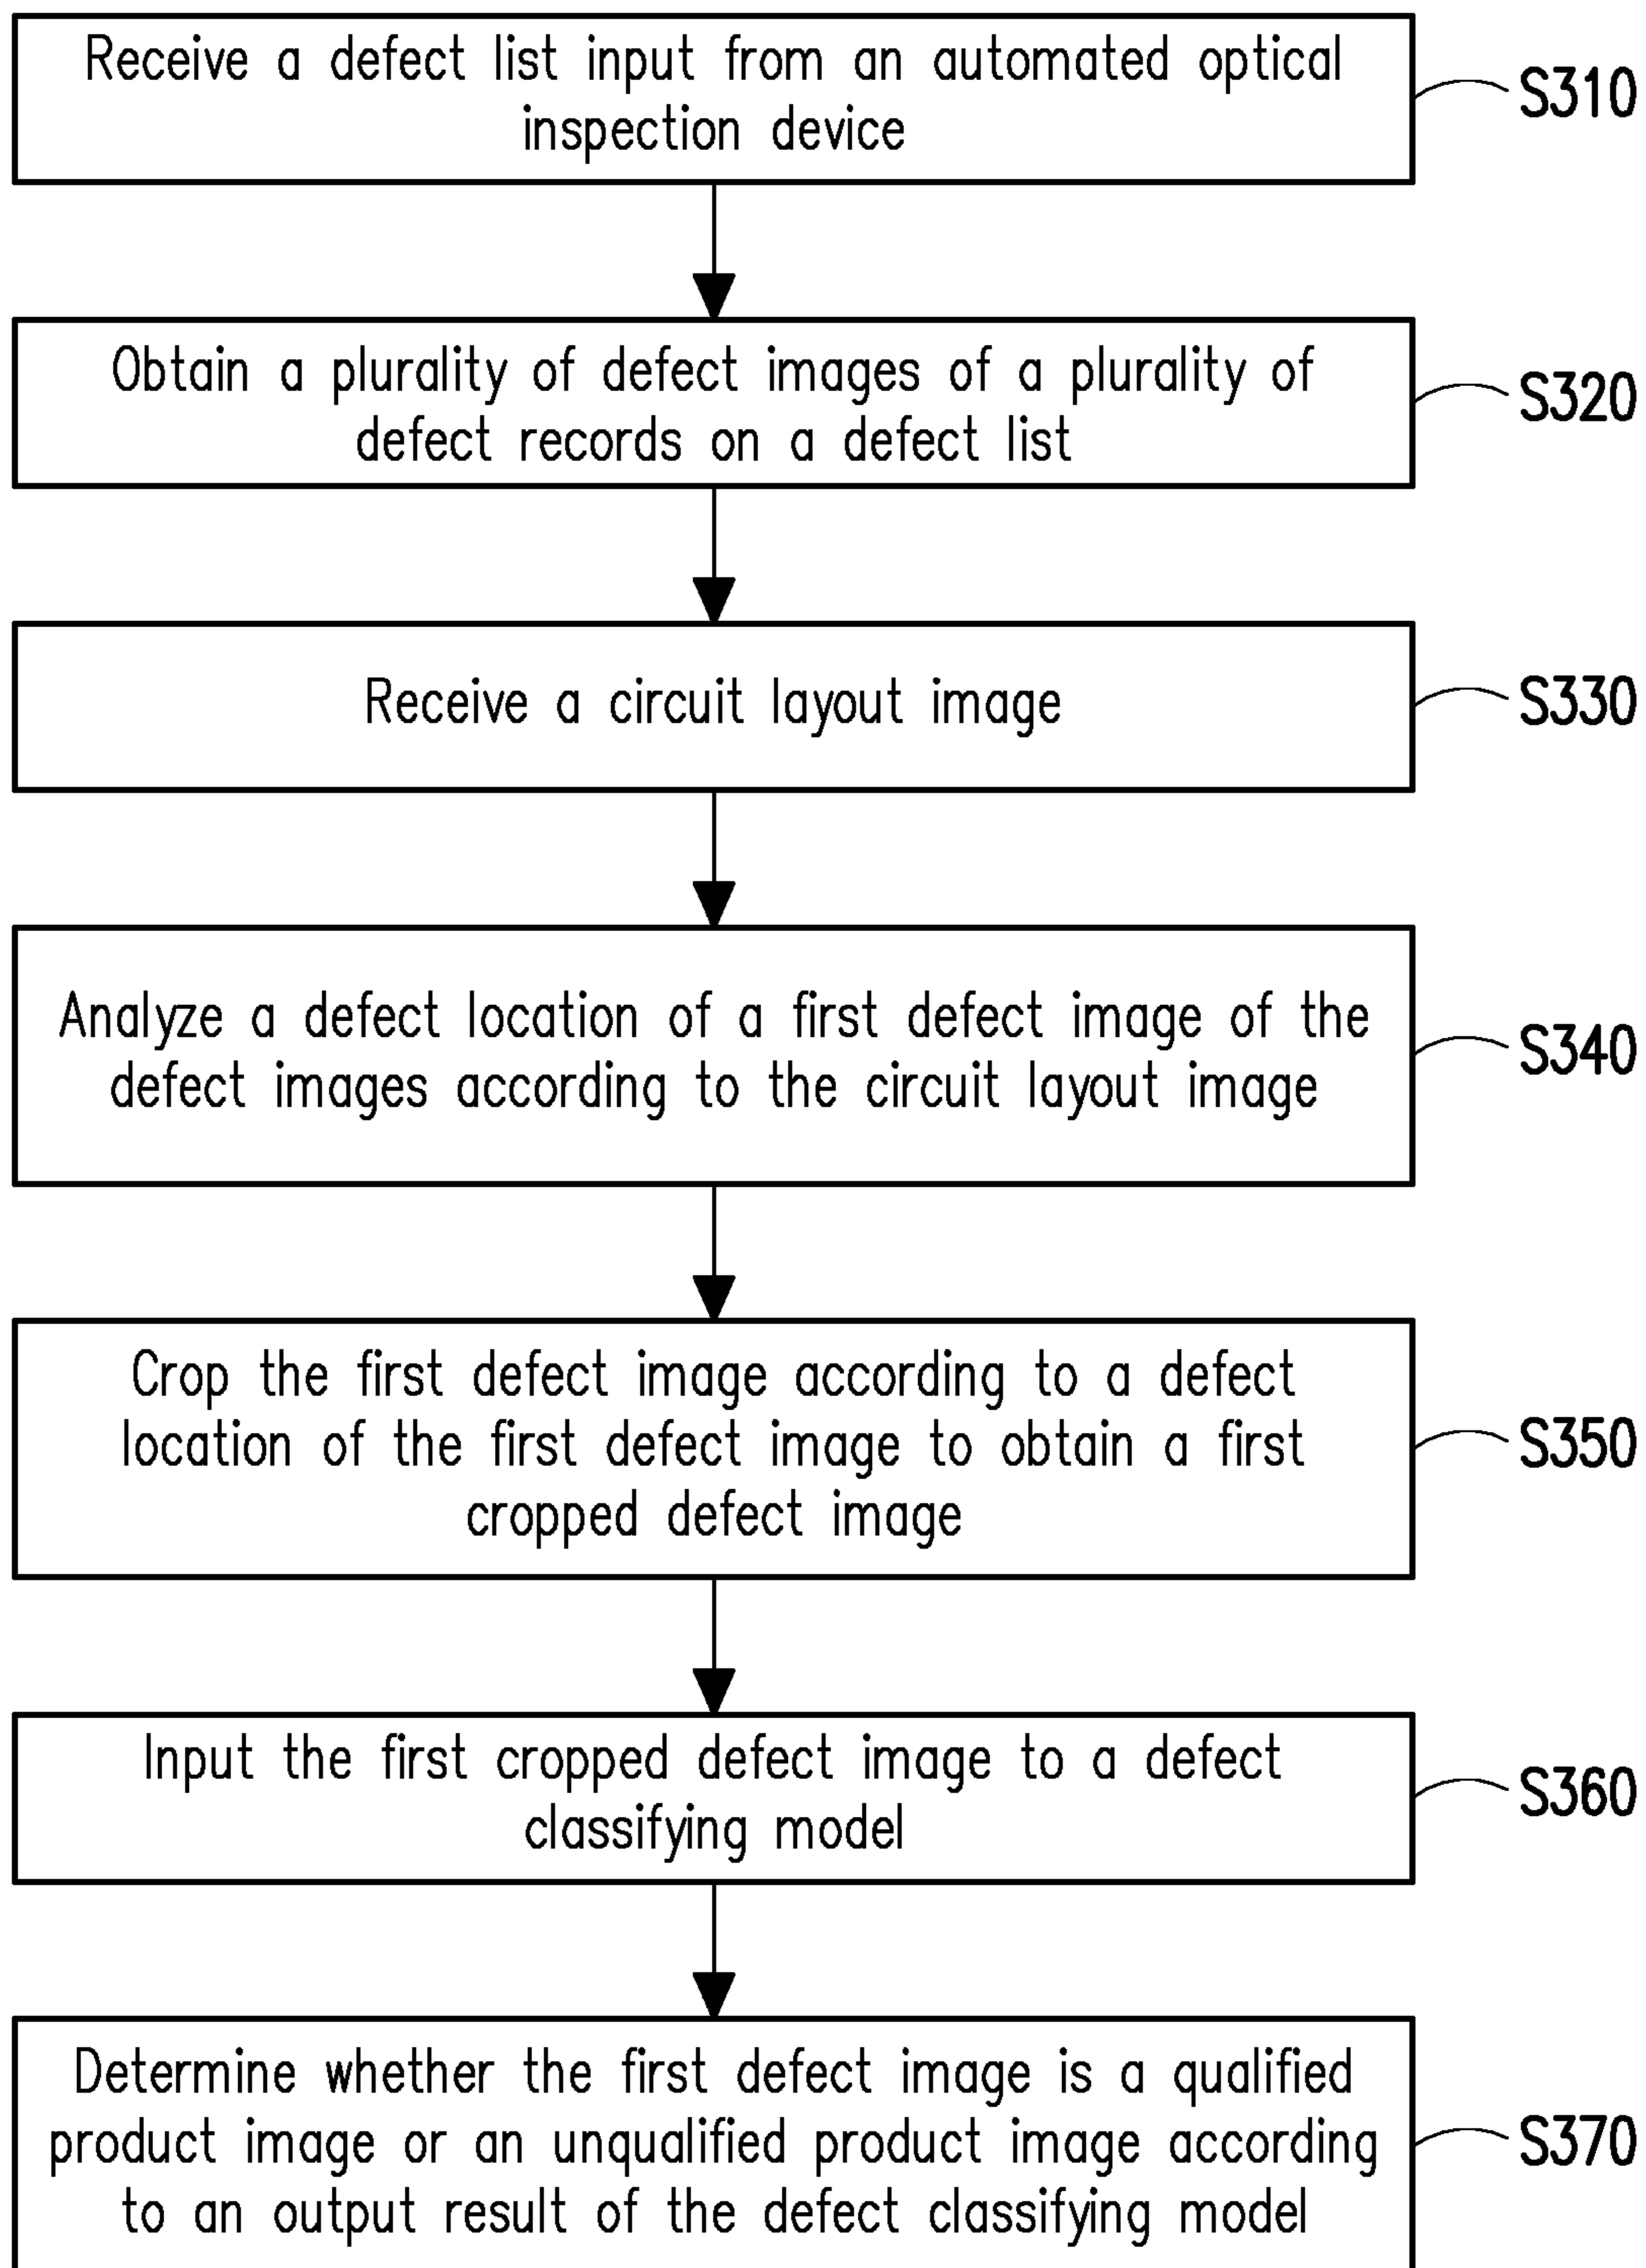 Receive a defect list input from an automated optical
inspection device
S310
Obtain a plurality of defect images of a plurality of
defect records on a defect list
S320
Receive a circuit layout image
S330
Analyze a defect location of a first defect image of the
defect images according to the circuit layout image
S340
Crop the first defect image according to a defect
location of the first defect image to obtain a first
cropped defect image
S350
Input the first cropped defect image to a defect
classifying model
S360
Determine whether the first defect image is a qualified
product image or an unqualified product image according
to an output result of the defect classifying model
S370